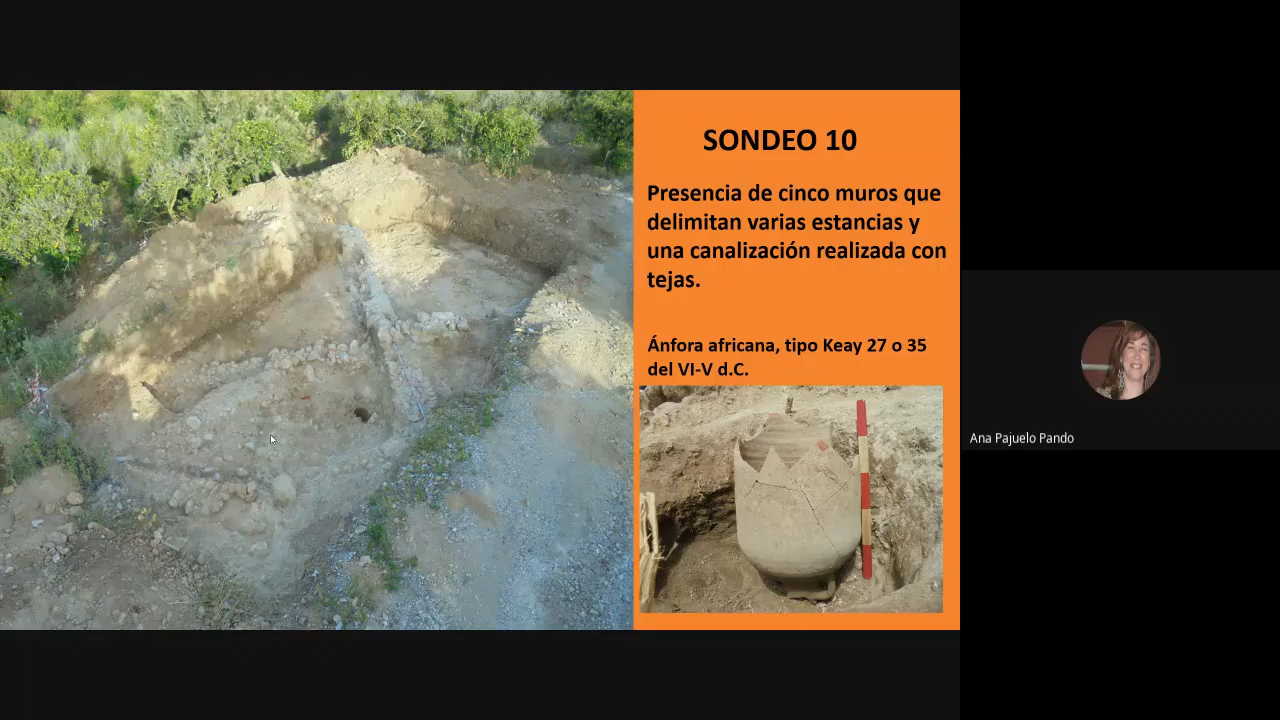 SONDEO 10
Presencia de cinco muros que
delimitan varias estancias y
una canalización realizada con
tejas.
Ánfora africana, tipo Keay 27 o 35
del VI-V d.C.
Ana Pajuelo Pando